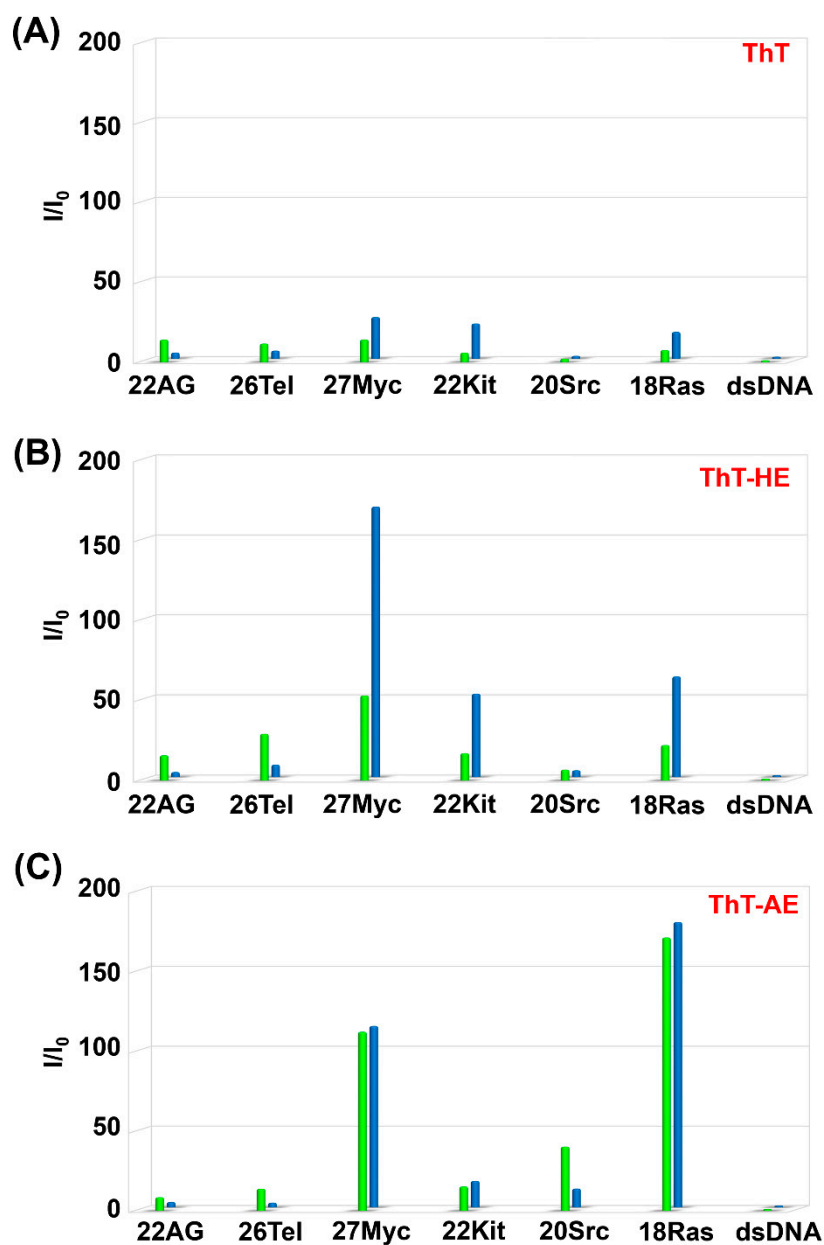 (A)
ThT
200
150
100
50
0
I/I0
22AG 26Tel 27Myc 22Kit 20Src 18Ras dsDNA
(B)
ThT-HE
200
150
100
50
0
I/I0
22AG 26Tel 27Myc 22Kit 20Src 18Ras dsDNA
(C)
ThT-AE
200
150
100
50
0
I/I0
22AG 26Tel 27Myc 22Kit 20Src 18Ras dsDNA